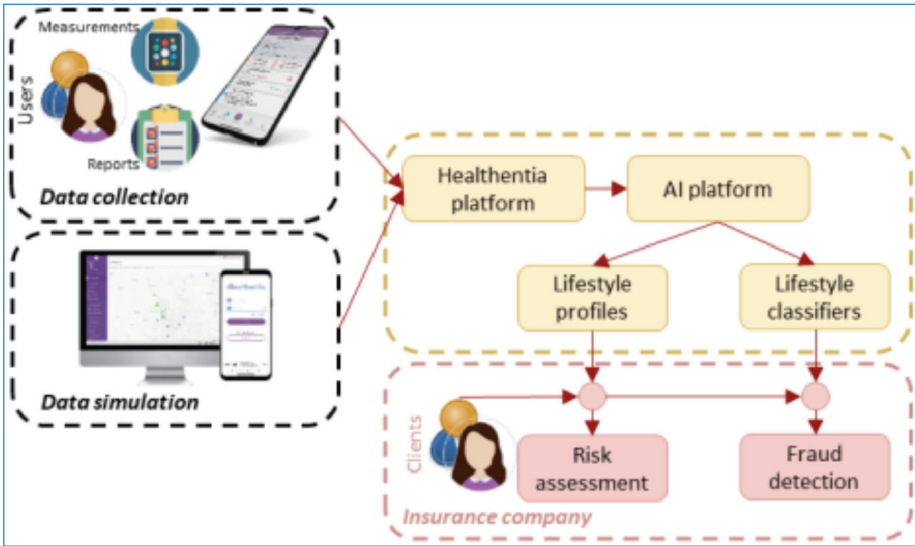 Measurements
Users
Reports
Data collection
Data simulation
Healthentia
platform
AI platform
Lifestyle
profiles
Lifestyle
classifiers
Clients
Risk
assessment
Fraud
detection
Insurance company